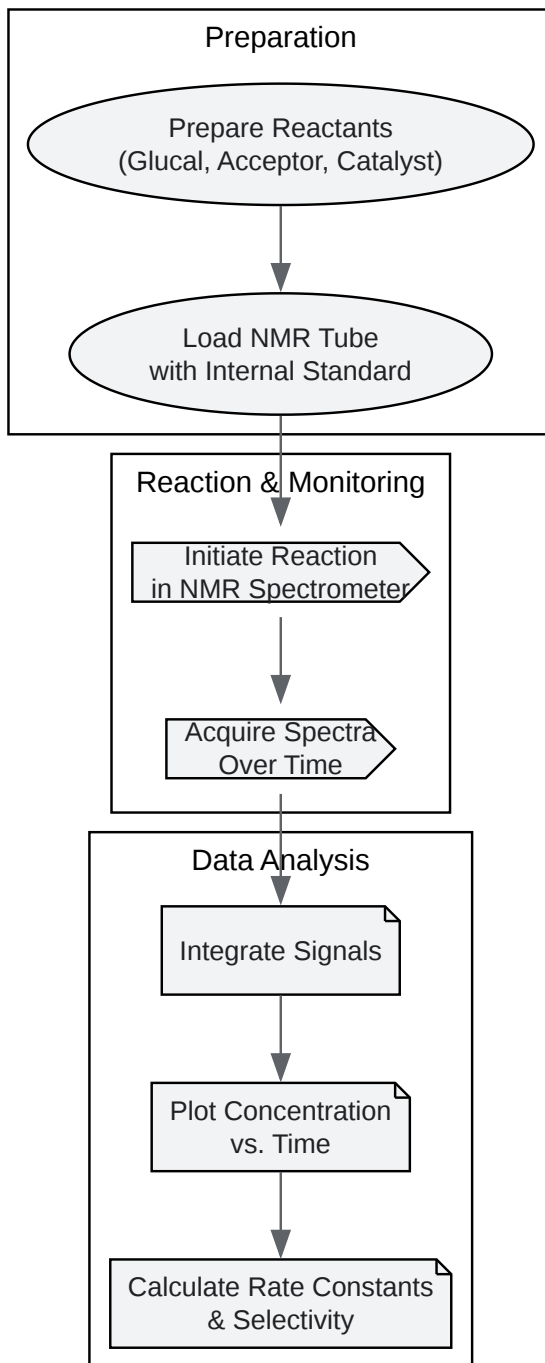 Preparation
Prepare Reactants
(Glucal, Acceptor, Catalyst)
Load NMR Tube
with Internal Standard
Reaction & Monitoring
Initiate Reaction
in NMR Spectrometer
Acquire Spectra
Over Time
Data Analysis
Integrate Signals
Plot Concentration
vs. Time
Calculate Rate Constants
& Selectivity